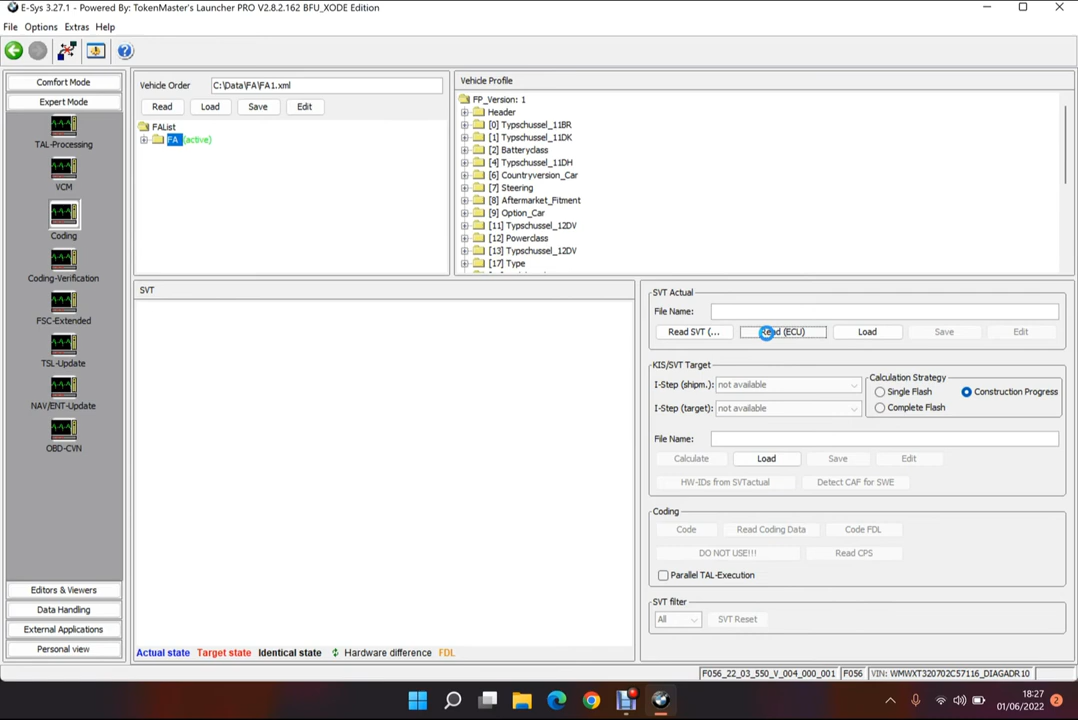 E-Sys 3.27.1 - Powered By: TokenMaster's Launcher PRO V2.8.2.162 BFU_XODE Edition
File Options Extras Help
Comfort Mode
Expert Mode
TAL-Processing
VCM
Coding
Coding-Verification
FSC-Extended
TSL-Update
NAV/ENT-Update
OBD-CVN
Editors & Viewers
Data Handling
External Applications
Personal view
Vehicle Order C:\Data\FA\FA1.xml
Read Load Save Edit
FAList
FA (active)
Vehicle Profile
FP_Version: 1
Header
[0] Typschussel_11BR
[1] Typschussel_11DK
[2] Batteryclass
[4] Typschussel_11DH
[6] Countryversion_Car
[7] Steering
[8] Aftermarket_Fitment
[9] Option_Car
[11] Typschussel_12DV
[12] Powerclass
[13] Typschussel_12DV
[17] Type
SVT
Actual state Target state Identical state Hardware difference FDL
SVT Actual
File Name:
Read SVT (... Read (ECU) Load Save Edit
KIS/SVT Target
I-Step (shipm.): not available
I-Step (target): not available
Calculation Strategy
Single Flash Construction Progress
Complete Flash
File Name:
Calculate Load Save Edit
HW-IDs from SVTactual Detect CAF for SWE
Coding
Code Read Coding Data Code FDL
DO NOT USE!!! Read CPS
Parallel TAL-Execution
SVT filter
All SVT Reset
F056_22_03_550_V_004_000_001 F056 VIN: WMWXT320702C57116_DIAGADR10
18:27
01/06/2022
2